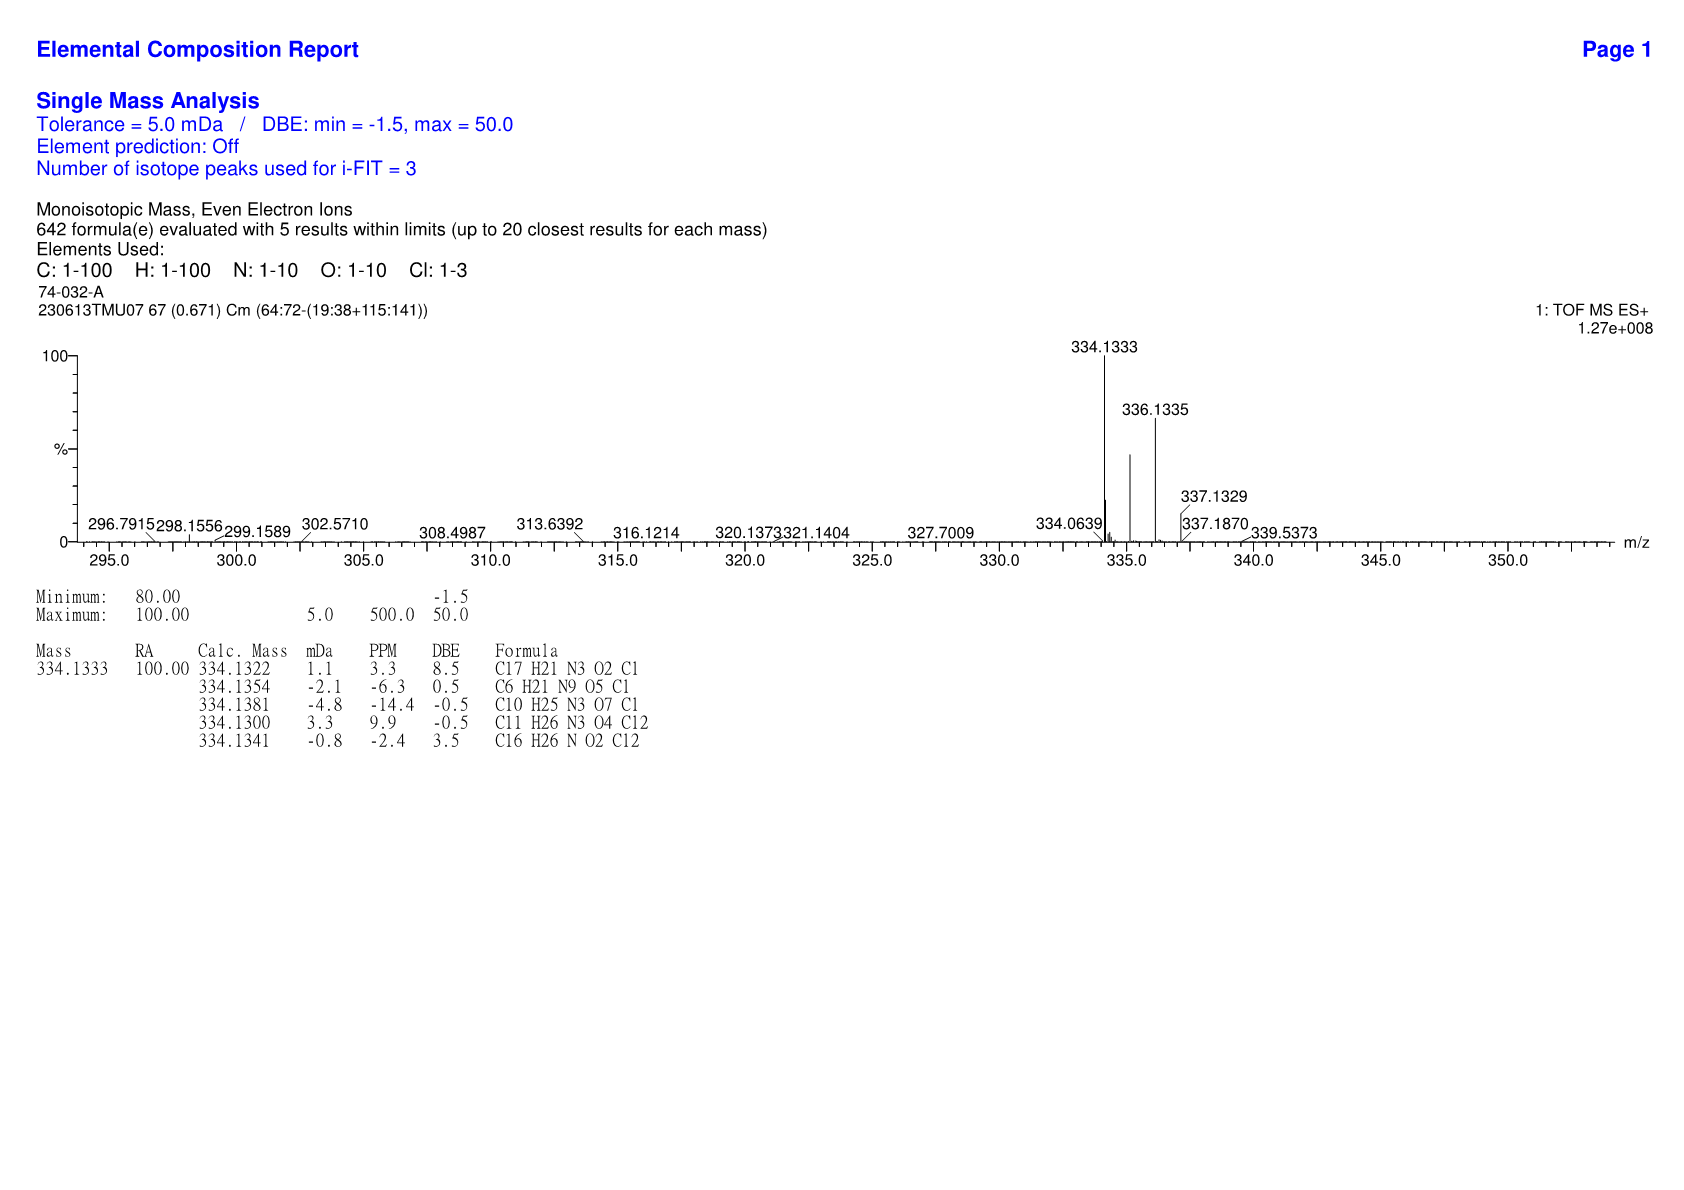 Elemental Composition Report Page 1
Single Mass Analysis
Tolerance = 5.0 mDa / DBE: min = -1.5, max = 50.0
Element prediction: Off
Number of isotope peaks used for i-FIT = 3
Monoisotopic Mass, Even Electron Ions
642 formula(e) evaluated with 5 results within limits (up to 20 closest results for each mass)
Elements Used:
C: 1-100 H: 1-100 N: 1-10 O: 1-10 Cl: 1-3
74-032-A
230613TMU07 67 (0.671) Cm (64:72-(19:38+115:141)) 1: TOF MS ES+
1.27e+008
100 334.1333
336.1335
%
337.1329
296.7915 298.1556 299.1589 302.5710 308.4987 313.6392 316.1214 320.1373 321.1404 327.7009 334.0639 337.1870 339.5373
0 m/z
295.0 300.0 305.0 310.0 315.0 320.0 325.0 330.0 335.0 340.0 345.0 350.0
Minimum: 80.00 -1.5
Maximum: 100.00 5.0 500.0 50.0
Mass RA Calc. Mass mDa PPM DBE Formula
334.1333 100.00 334.1322 1.1 3.3 8.5 C17 H21 N3 O2 Cl
334.1354 -2.1 -6.3 0.5 C6 H21 N9 O5 Cl
334.1381 -4.8 -14.4 -0.5 C10 H25 N3 O7 Cl
334.1300 3.3 9.9 -0.5 C11 H26 N3 O4 Cl2
334.1341 -0.8 -2.4 3.5 C16 H26 N O2 Cl2